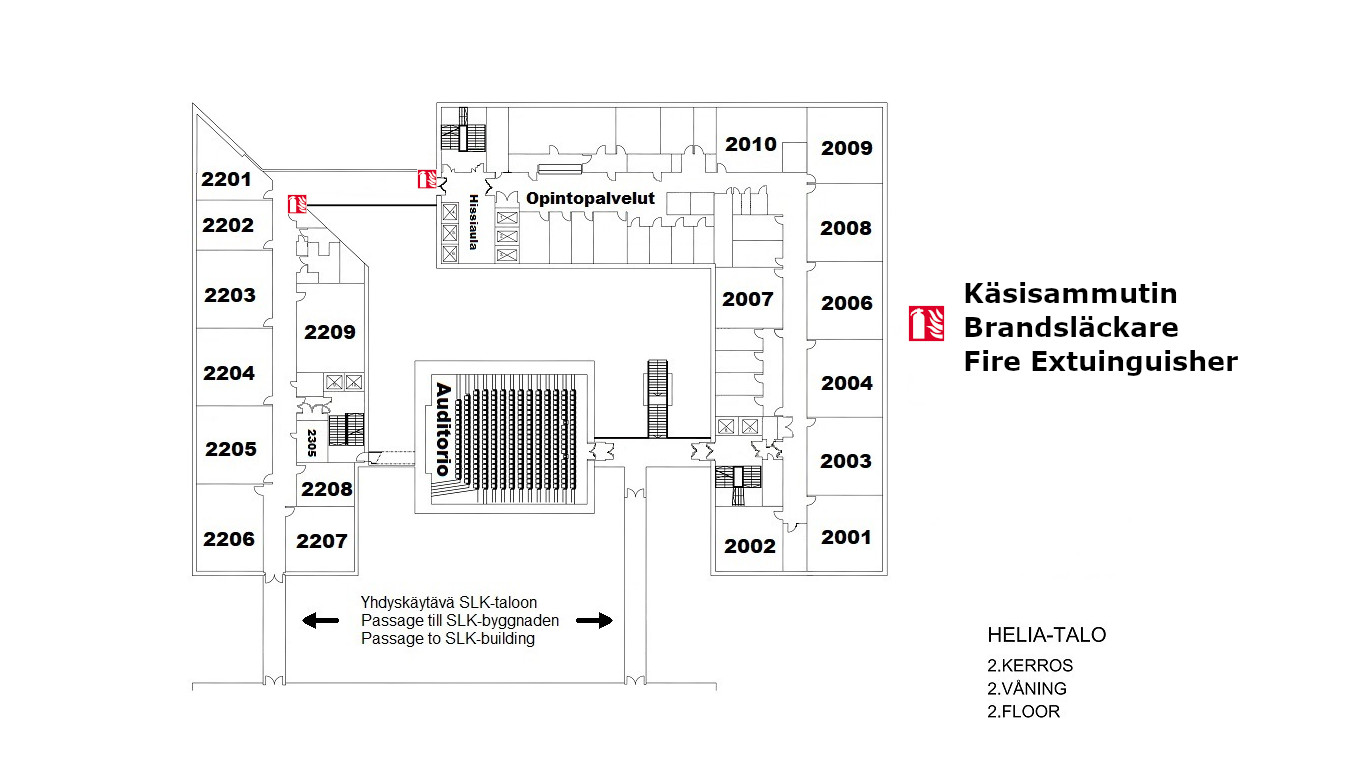 2010
2009
2201
Opintopalvelut
Hissiaula
2202
2008
2203
2007
2006
Käsisammutin
Brandsläckare
Fire Extuinguisher
2209
2204
2004
Auditorio
2305
2205
2003
2208
2206
2207
2002
2001
Yhdyskäytävä SLK-taloon
Passage till SLK-byggnaden
Passage to SLK-building
HELIA-TALO
2.KERROS
2.VÅNING
2.FLOOR